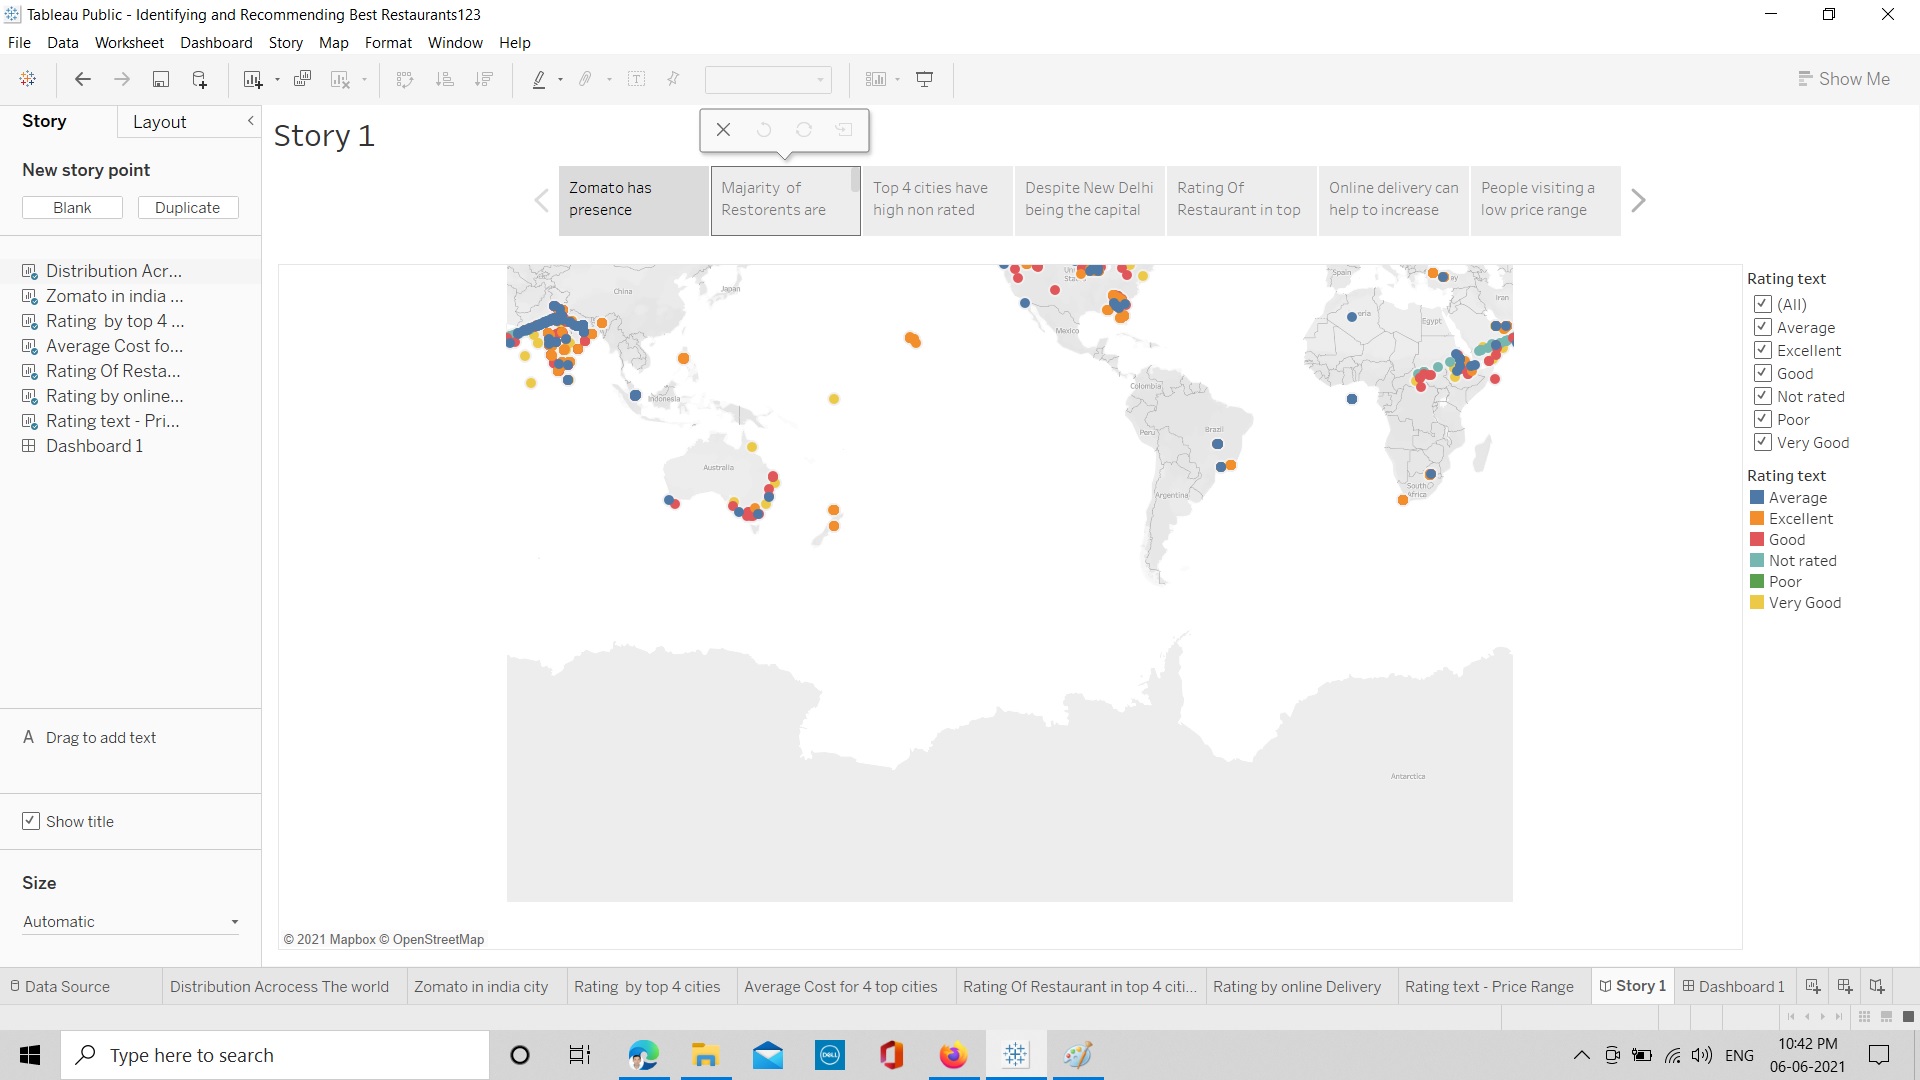 Tableau Public - Identifying and Recommending Best Restaurants123
File Data Worksheet Dashboard Story Map Format Window Help
Show Me
Story Layout
New story point
Blank Duplicate
Distribution Acr...
Zomato in india ...
Rating by top 4 ...
Average Cost fo...
Rating Of Resta...
Rating by online...
Rating text - Pri...
Dashboard 1
A Drag to add text
Show title
Size
Automatic
Story 1
Zomato has
presence
Majarity of
Restorents are
Top 4 cities have
high non rated
Despite New Delhi
being the capital
Rating Of
Restaurant in top
Online delivery can
help to increase
People visiting a
low price range
China
Japan
Indonesia
Australia
Mexico
Colombia
Peru
Brazil
Argentina
Spain
Iran
Egypt
South
Africa
Antarctica
© 2021 Mapbox © OpenStreetMap
Rating text
(All)
Average
Excellent
Good
Not rated
Poor
Very Good
Rating text
Average
Excellent
Good
Not rated
Poor
Very Good
Data Source
Distribution Acrocess The world
Zomato in india city
Rating by top 4 cities
Average Cost for 4 top cities
Rating Of Restaurant in top 4 citi...
Rating by online Delivery
Rating text - Price Range
Story 1
Dashboard 1
Type here to search
DELL
ENG
10:42 PM
06-06-2021